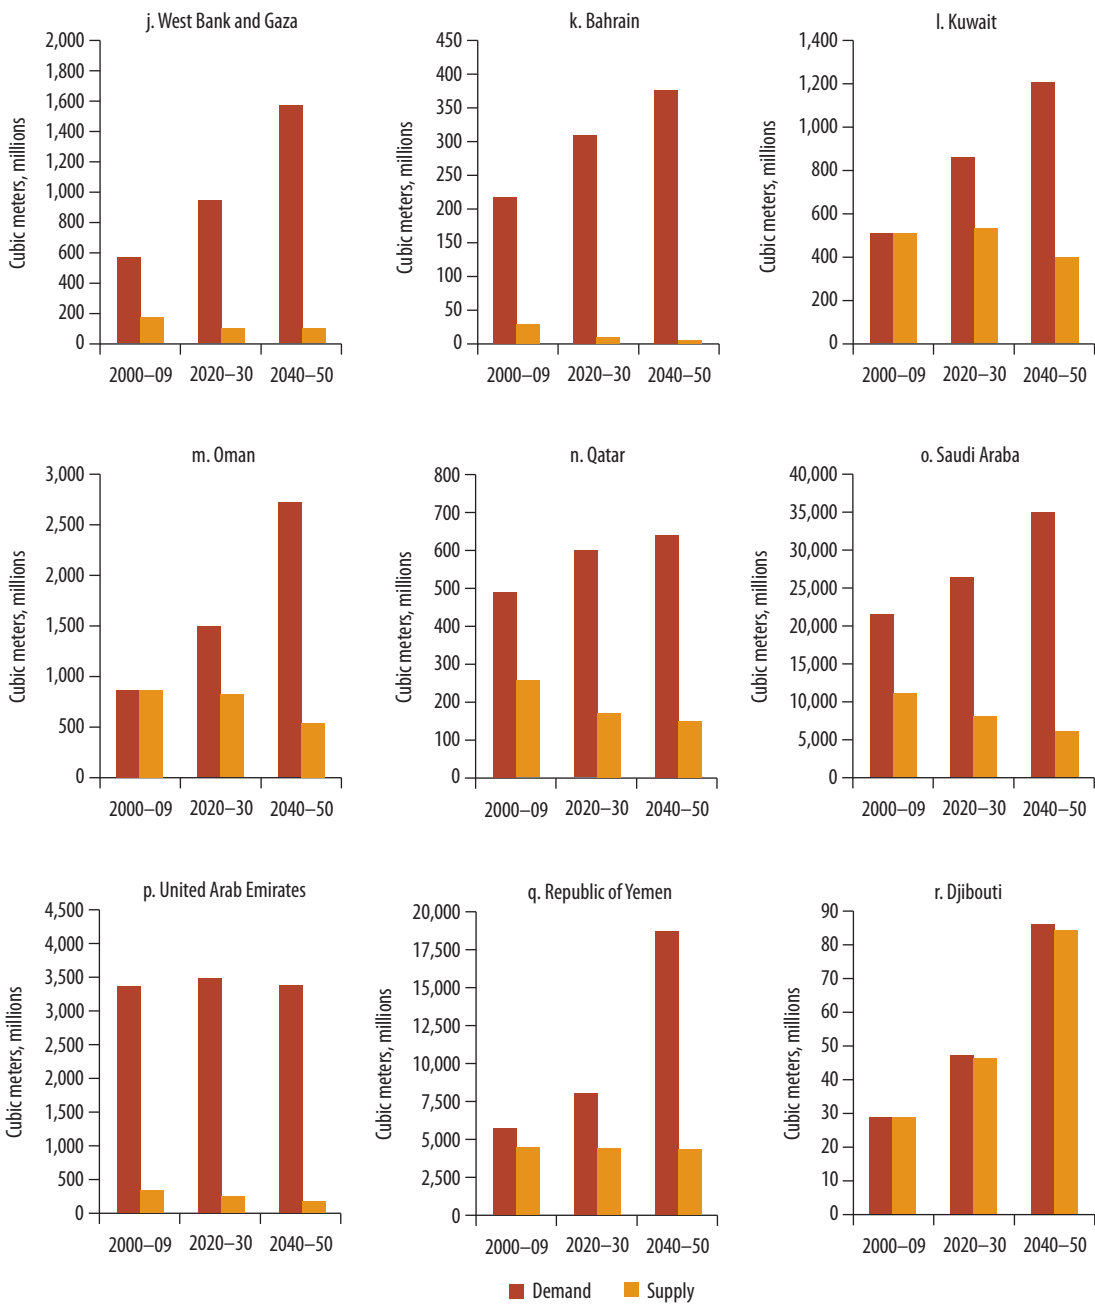 j. West Bank and Gaza
2,000
1,800
1,600
1,400
1,200
1,000
800
600
400
200
0
Cubic meters, millions
2000–09 2020–30 2040–50
k. Bahrain
450
400
350
300
250
200
150
100
50
0
Cubic meters, millions
2000–09 2020–30 2040–50
l. Kuwait
1,400
1,200
1,000
800
600
400
200
0
Cubic meters, millions
2000–09 2020–30 2040–50
m. Oman
3,000
2,500
2,000
1,500
1,000
500
0
Cubic meters, millions
2000–09 2020–30 2040–50
n. Qatar
800
700
600
500
400
300
200
100
0
Cubic meters, millions
2000–09 2020–30 2040–50
o. Saudi Araba
40,000
35,000
30,000
25,000
20,000
15,000
10,000
5,000
0
Cubic meters, millions
2000–09 2020–30 2040–50
p. United Arab Emirates
4,500
4,000
3,500
3,000
2,500
2,000
1,500
1,000
500
0
Cubic meters, millions
2000–09 2020–30 2040–50
q. Republic of Yemen
20,000
17,500
15,000
12,500
10,000
7,500
5,000
2,500
0
Cubic meters, millions
2000–09 2020–30 2040–50
r. Djibouti
90
80
70
60
50
40
30
20
10
0
Cubic meters, millions
2000–09 2020–30 2040–50
Demand Supply